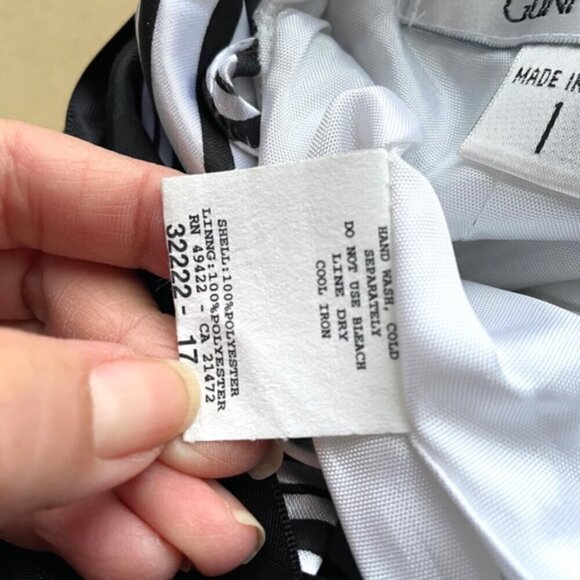 MADE IN
1
HAND WASH, COLD
SEPARATELY
DO NOT USE BLEACH
LINE DRY
COOL IRON
SHELL:100%POLYESTER
LINNG:100%POLYESTER
RN 49422 - CA 21472
32222- 17